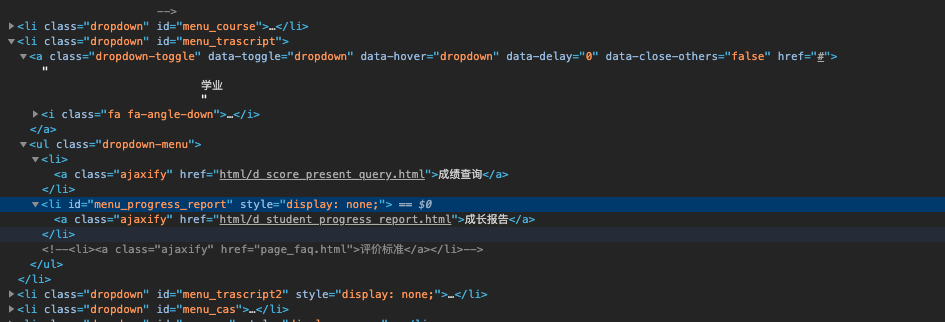 -->
<li class="dropdown" id="menu_course">…</li>
<li class="dropdown" id="menu_trascript">
<a class="dropdown-toggle" data-toggle="dropdown" data-hover="dropdown" data-delay="0" data-close-others="false" href="#">
"
学业
"
<i class="fa fa-angle-down">…</i>
</a>
<ul class="dropdown-menu">
<li>
<a class="ajaxify" href="html/d_score_present_query.html">成绩查询</a>
</li>
<li id="menu_progress_report" style="display: none;"> == $0
<a class="ajaxify" href="html/d_student_progress_report.html">成长报告</a>
</li>
<!--<li><a class="ajaxify" href="page_faq.html">评价标准</a></li>-->
</ul>
</li>
<li class="dropdown" id="menu_trascript2" style="display: none;">…</li>
<li class="dropdown" id="menu_cas">…</li>